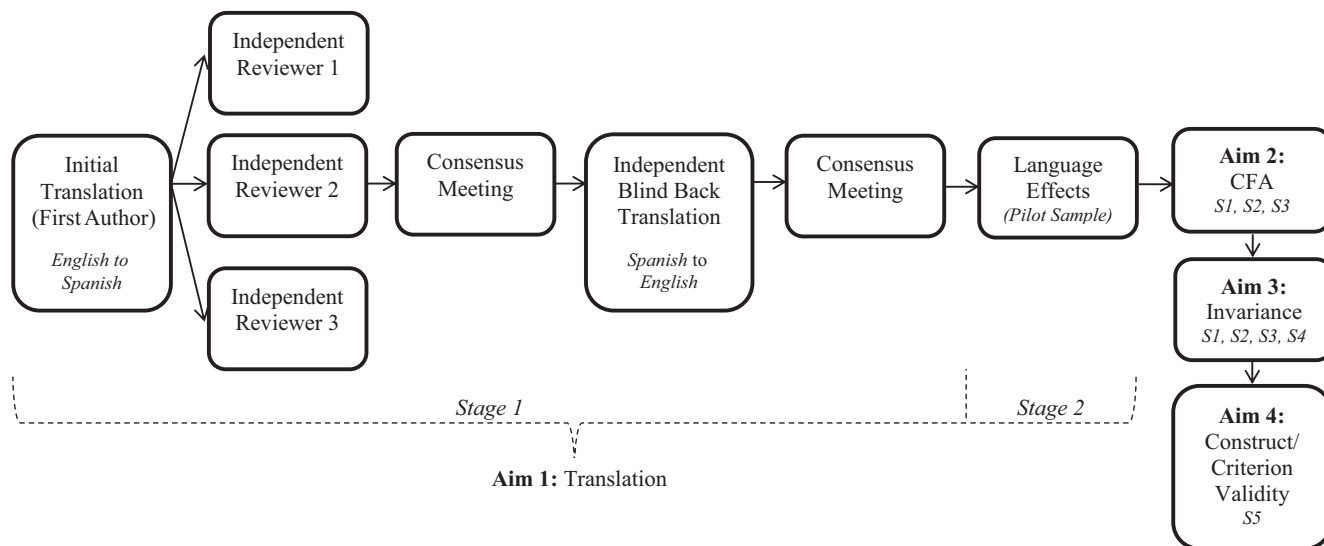 Independent
Reviewer 1
Initial
Translation
(First Author)
English to
Spanish
Independent
Reviewer 2
Independent
Reviewer 3
Consensus
Meeting
Independent
Blind Back
Translation
Spanish to
English
Consensus
Meeting
Language
Effects
(Pilot Sample)
Aim 2:
CFA
S1, S2, S3
Aim 3:
Invariance
S1, S2, S3, S4
Aim 4:
Construct/
Criterion
Validity
S5
Stage 1
Stage 2
Aim 1: Translation